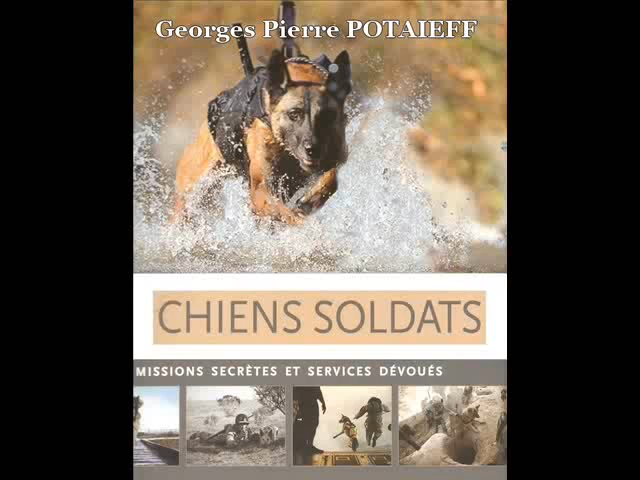 Georges Pierre POTAIEFF
CHIENS SOLDATS
MISSIONS SECRÈTES ET SERVICES DÉVOUÉS